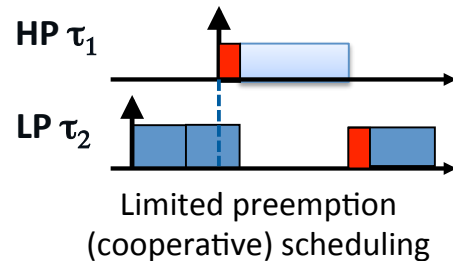 HP τ1
LP τ2
Limited preemption
(cooperative) scheduling